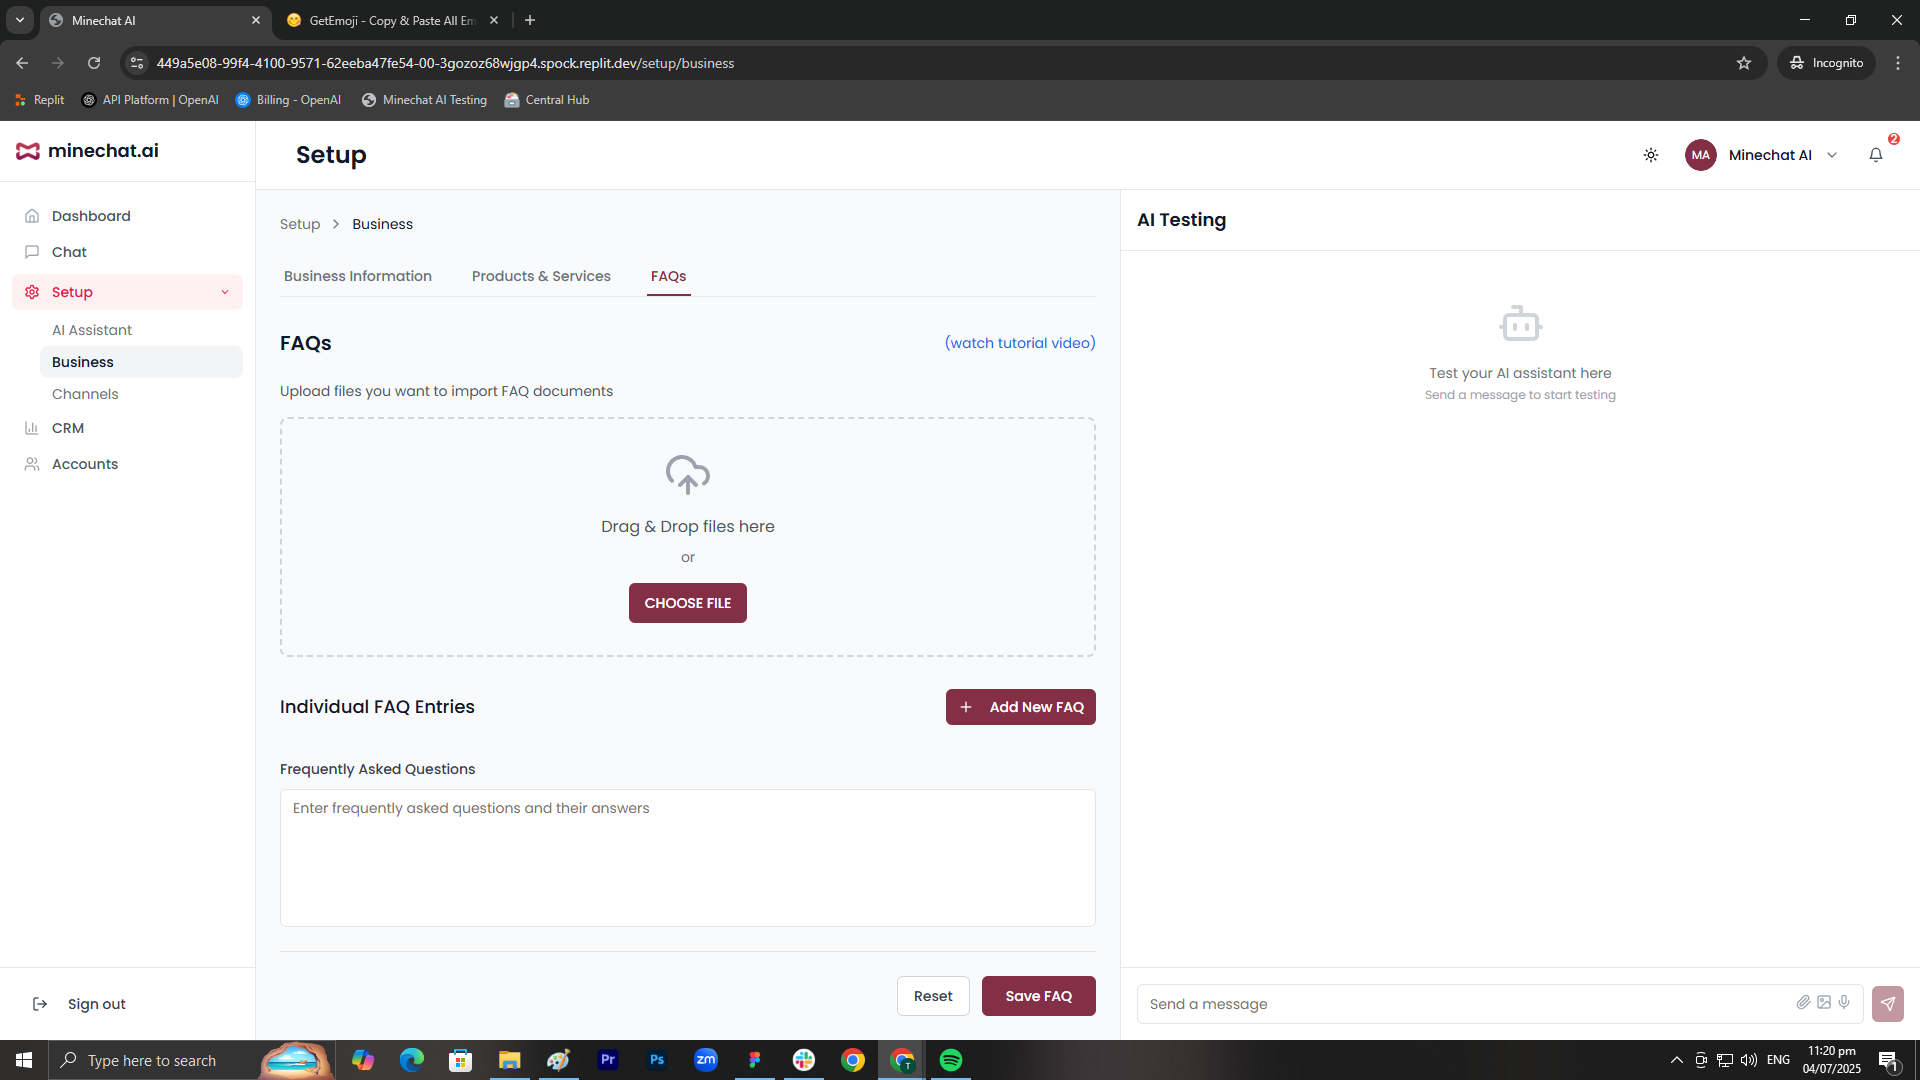 Minechat AI
GetEmoji - Copy & Paste All Em
449a5e08-99f4-4100-9571-62eeba47fe54-00-3gozoz68wjgp4.spock.replit.dev/setup/business
Incognito
Replit
API Platform | OpenAI
Billing - OpenAI
Minechat AI Testing
Central Hub
minechat.ai
Setup
MA
Minechat AI
2
Dashboard
Chat
Setup
AI Assistant
Business
Channels
CRM
Accounts
Sign out
Setup > Business
Business Information
Products & Services
FAQs
FAQs
(watch tutorial video)
Upload files you want to import FAQ documents
Drag & Drop files here
or
CHOOSE FILE
Individual FAQ Entries
+ Add New FAQ
Frequently Asked Questions
Enter frequently asked questions and their answers
Reset
Save FAQ
AI Testing
Test your AI assistant here
Send a message to start testing
Send a message
Type here to search
Pr
Ps
zm
T
ENG
11:20 pm
04/07/2025
1